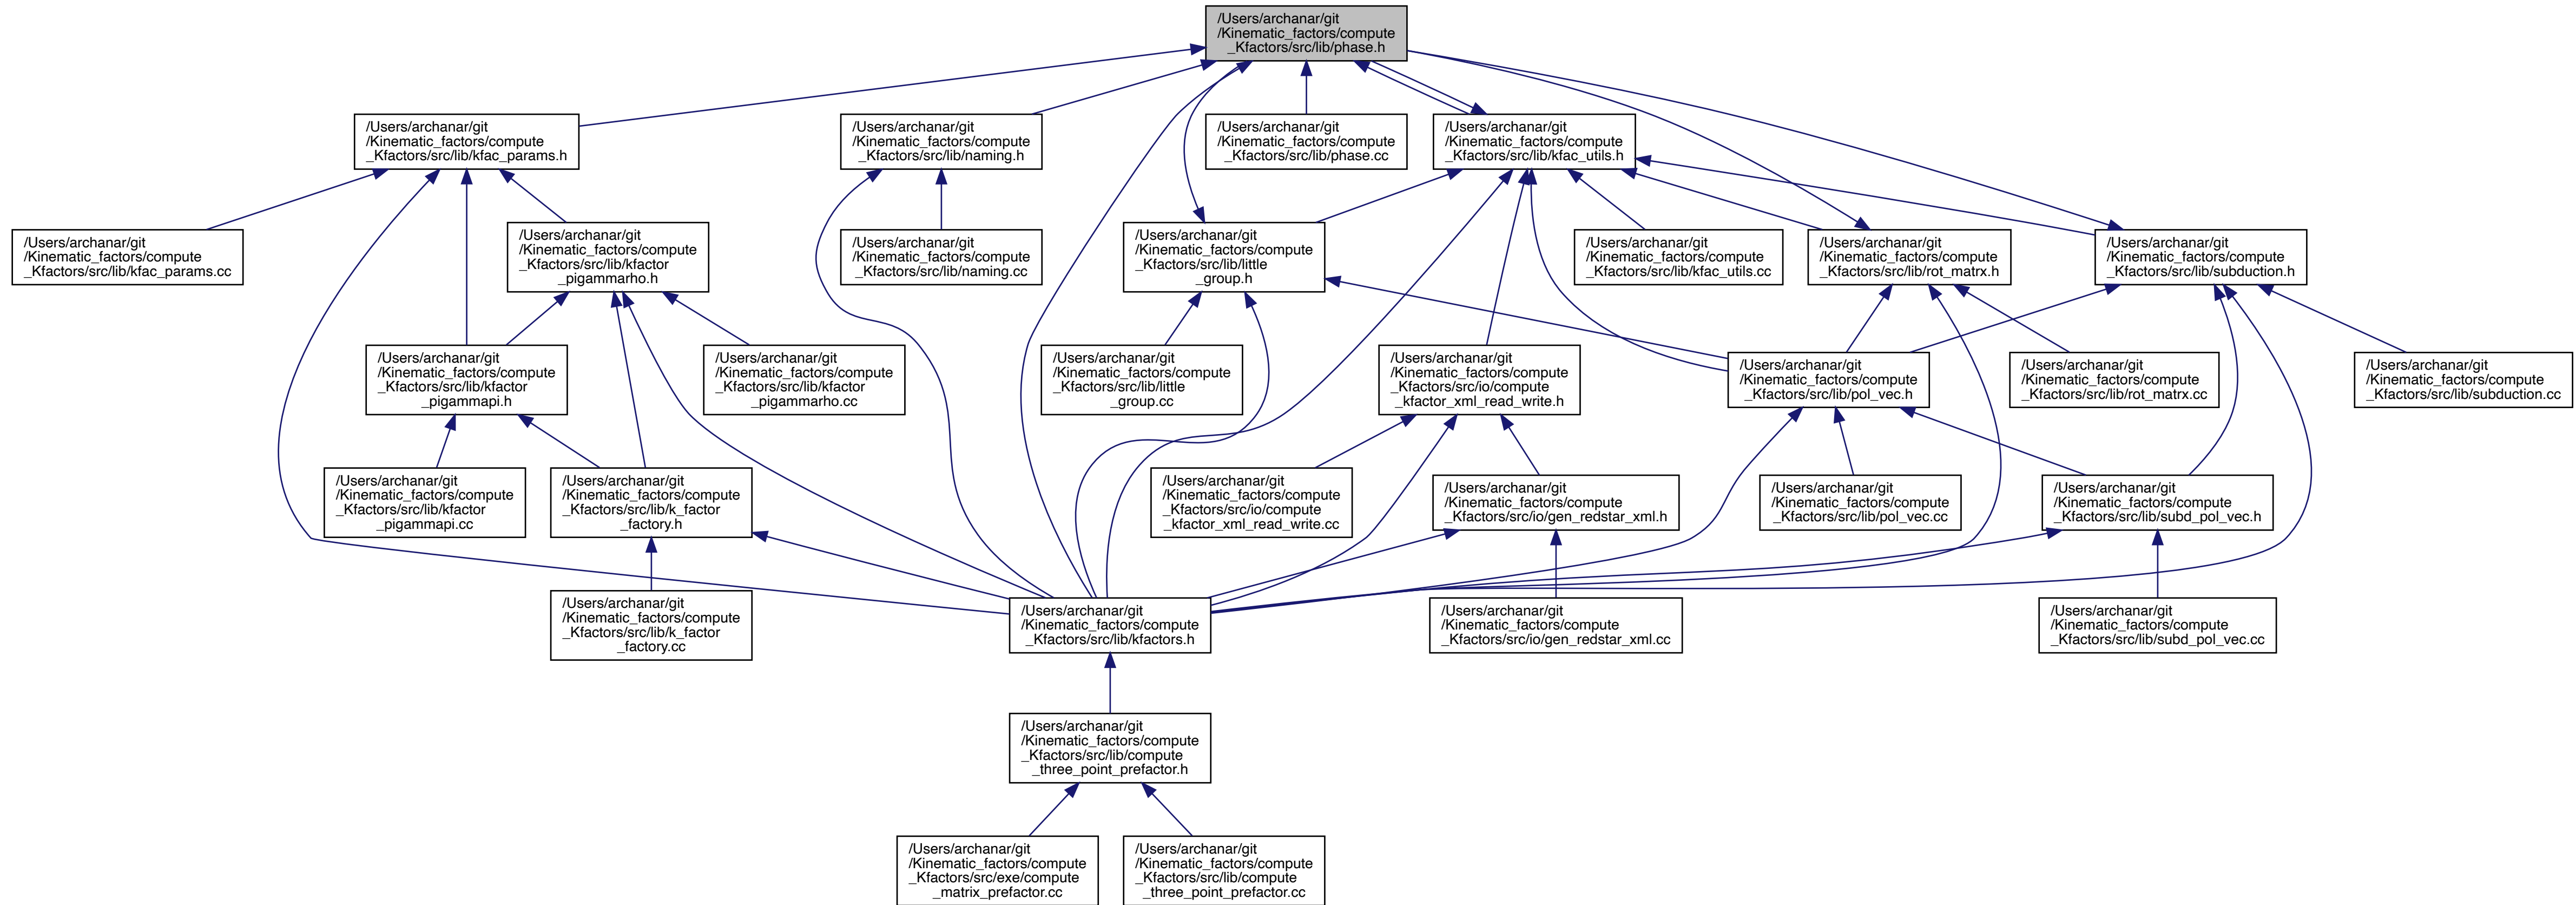 /Users/archanar/git
/Kinematic_factors/compute
_Kfactors/src/lib/phase.h
/Users/archanar/git
/Kinematic_factors/compute
_Kfactors/src/lib/kfac_params.h
/Users/archanar/git
/Kinematic_factors/compute
_Kfactors/src/lib/naming.h
/Users/archanar/git
/Kinematic_factors/compute
_Kfactors/src/lib/phase.cc
/Users/archanar/git
/Kinematic_factors/compute
_Kfactors/src/lib/kfac_utils.h
/Users/archanar/git
/Kinematic_factors/compute
_Kfactors/src/lib/kfac_params.cc
/Users/archanar/git
/Kinematic_factors/compute
_Kfactors/src/lib/kfactor
_pigammarho.h
/Users/archanar/git
/Kinematic_factors/compute
_Kfactors/src/lib/naming.cc
/Users/archanar/git
/Kinematic_factors/compute
_Kfactors/src/lib/little
_group.h
/Users/archanar/git
/Kinematic_factors/compute
_Kfactors/src/lib/kfac_utils.cc
/Users/archanar/git
/Kinematic_factors/compute
_Kfactors/src/lib/rot_matrx.h
/Users/archanar/git
/Kinematic_factors/compute
_Kfactors/src/lib/subduction.h
/Users/archanar/git
/Kinematic_factors/compute
_Kfactors/src/lib/kfactor
_pigammapi.h
/Users/archanar/git
/Kinematic_factors/compute
_Kfactors/src/lib/kfactor
_pigammarho.cc
/Users/archanar/git
/Kinematic_factors/compute
_Kfactors/src/lib/little
_group.cc
/Users/archanar/git
/Kinematic_factors/compute
_Kfactors/src/io/compute
_kfactor_xml_read_write.h
/Users/archanar/git
/Kinematic_factors/compute
_Kfactors/src/lib/pol_vec.h
/Users/archanar/git
/Kinematic_factors/compute
_Kfactors/src/lib/rot_matrx.cc
/Users/archanar/git
/Kinematic_factors/compute
_Kfactors/src/lib/subduction.cc
/Users/archanar/git
/Kinematic_factors/compute
_Kfactors/src/lib/kfactor
_pigammapi.cc
/Users/archanar/git
/Kinematic_factors/compute
_Kfactors/src/lib/k_factor
_factory.h
/Users/archanar/git
/Kinematic_factors/compute
_Kfactors/src/io/compute
_kfactor_xml_read_write.cc
/Users/archanar/git
/Kinematic_factors/compute
_Kfactors/src/io/gen_redstar_xml.h
/Users/archanar/git
/Kinematic_factors/compute
_Kfactors/src/lib/pol_vec.cc
/Users/archanar/git
/Kinematic_factors/compute
_Kfactors/src/lib/subd_pol_vec.h
/Users/archanar/git
/Kinematic_factors/compute
_Kfactors/src/lib/k_factor
_factory.cc
/Users/archanar/git
/Kinematic_factors/compute
_Kfactors/src/lib/kfactors.h
/Users/archanar/git
/Kinematic_factors/compute
_Kfactors/src/io/gen_redstar_xml.cc
/Users/archanar/git
/Kinematic_factors/compute
_Kfactors/src/lib/subd_pol_vec.cc
/Users/archanar/git
/Kinematic_factors/compute
_Kfactors/src/lib/compute
_three_point_prefactor.h
/Users/archanar/git
/Kinematic_factors/compute
_Kfactors/src/exe/compute
_matrix_prefactor.cc
/Users/archanar/git
/Kinematic_factors/compute
_Kfactors/src/lib/compute
_three_point_prefactor.cc